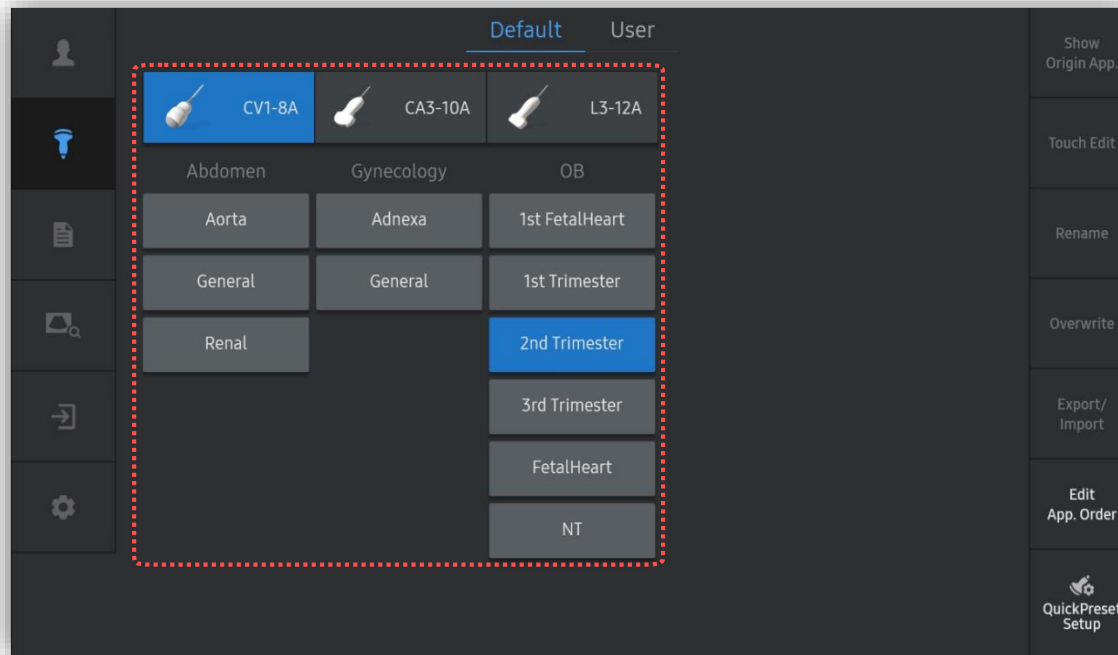 Default User
CV1-8A CA3-10A L3-12A
Abdomen Gynecology OB
Aorta Adnexa 1st FetalHeart
General General 1st Trimester
Renal 2nd Trimester
3rd Trimester
FetalHeart
NT
Show
Origin App.
Touch Edit
Rename
Overwrite
Export/
Import
Edit
App. Order
QuickPreset
Setup